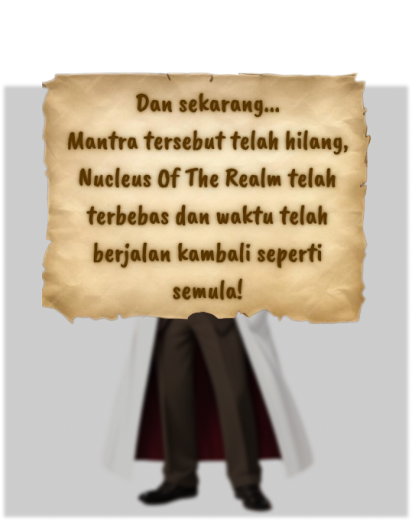 Dan sekarang...
Mantra tersebut telah hilang,
Nucleus Of The Realm telah
terbebas dan waktu telah
berjalan kambali seperti
semula!